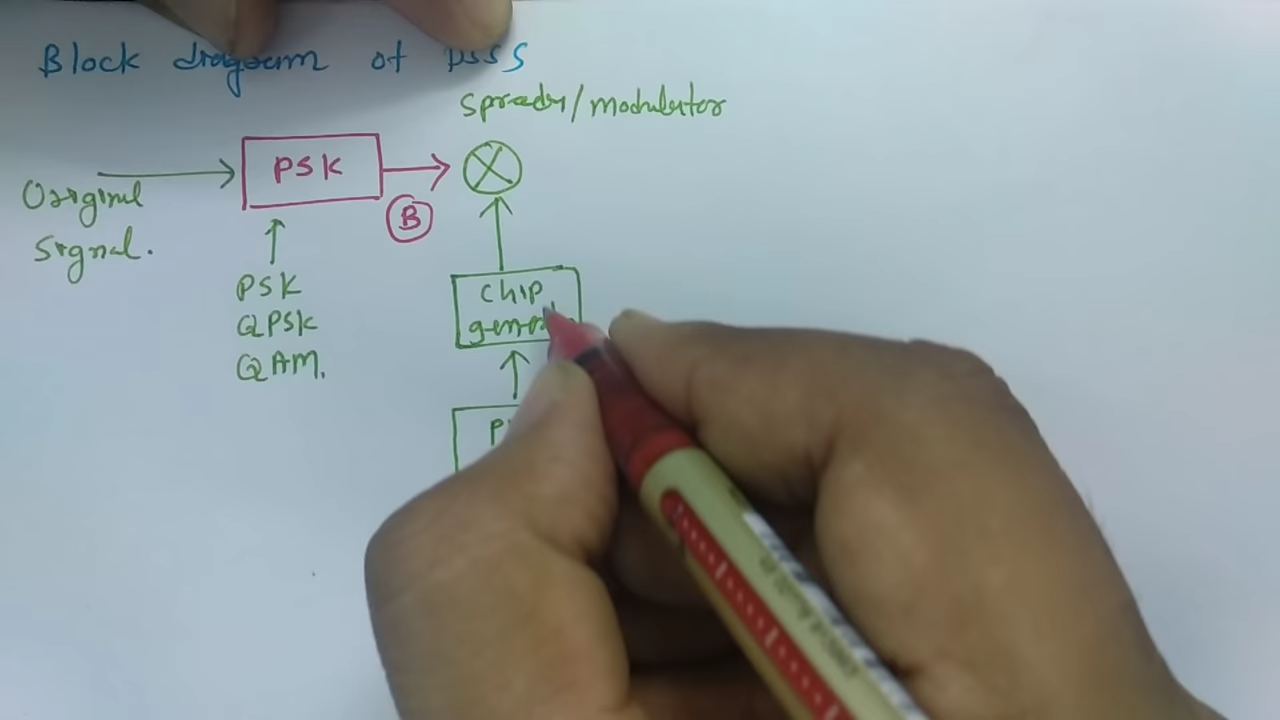 Block diagram of DSSS
Spreader/modulator
PSK
B
Original
Signal.
PSK
QPSK
QAM.
Chip